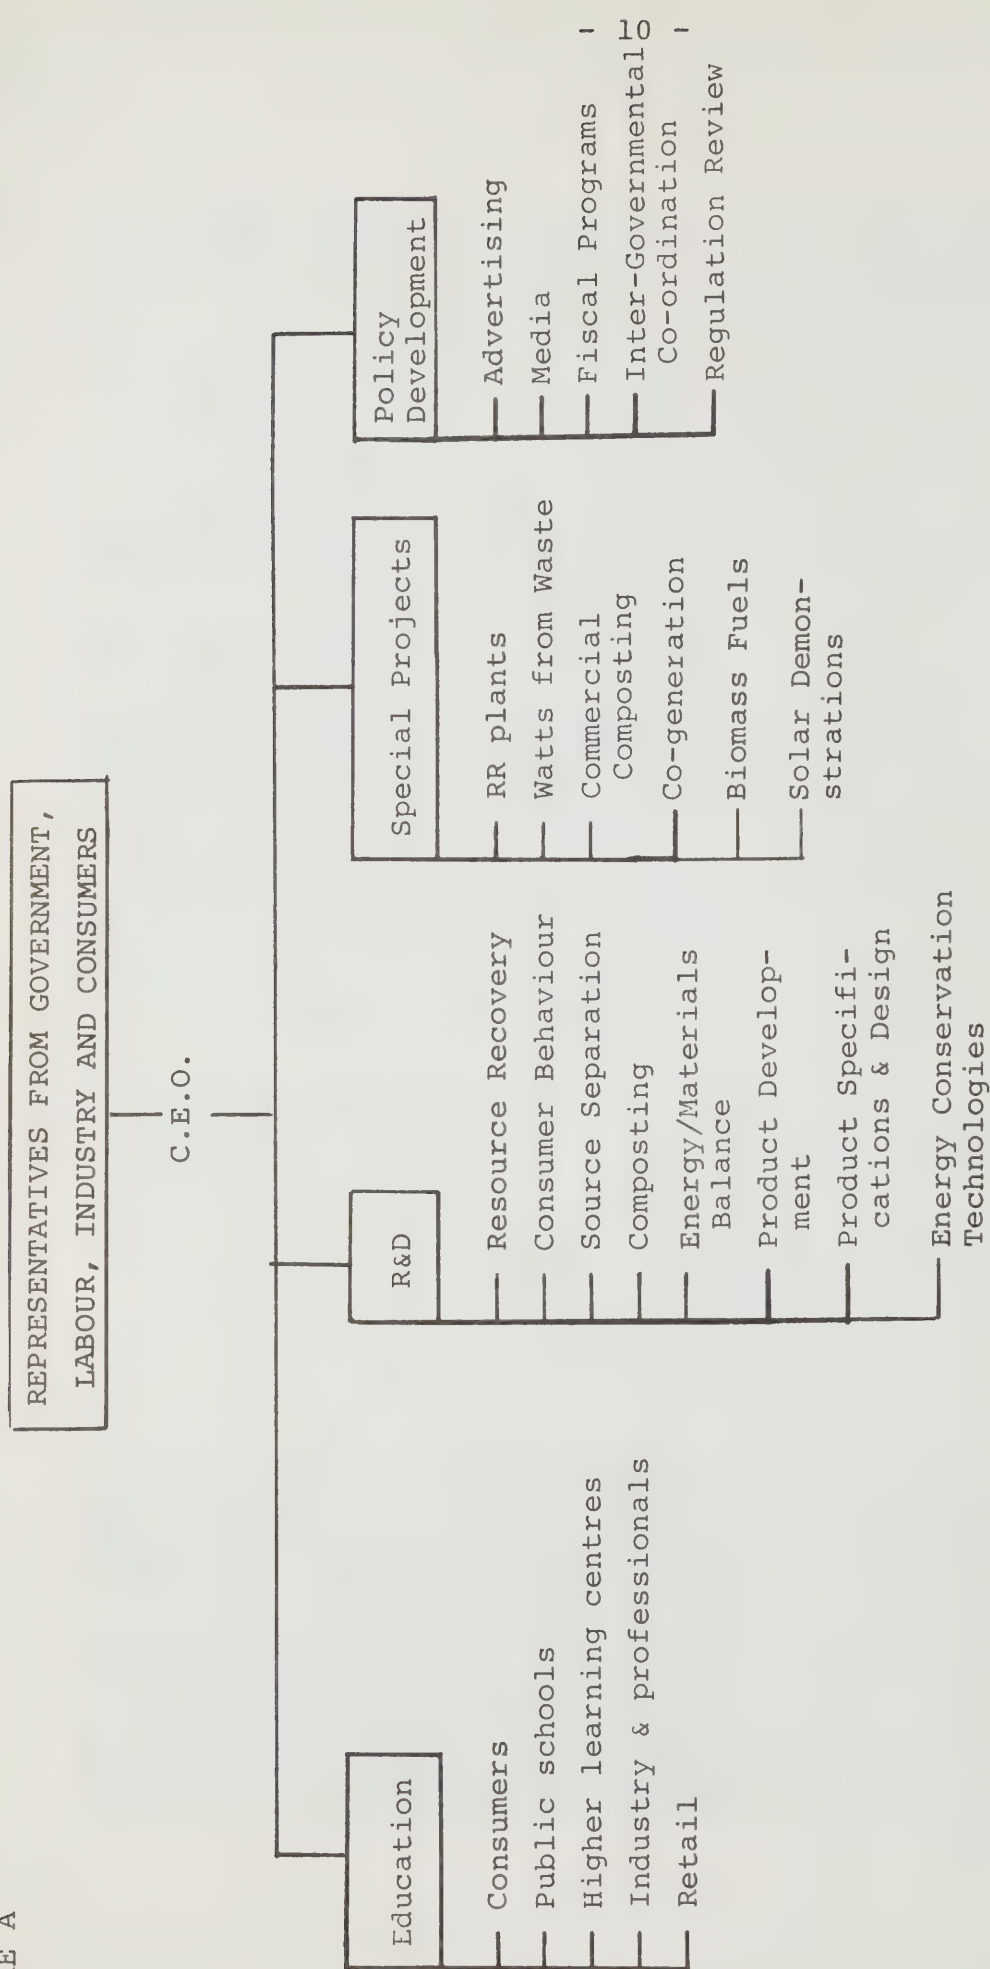 - 10 -
E A
REPRESENTATIVES FROM GOVERNMENT,
LABOUR, INDUSTRY AND CONSUMERS
C.E.O.
Education
Consumers
Public schools
Higher learning centres
Industry & professionals
Retail
R&D
Resource Recovery
Consumer Behaviour
Source Separation
Composting
Energy/Materials
Balance
Product Develop-
ment
Product Specifi-
cations & Design
Energy Conservation
Technologies
Special Projects
RR plants
Watts from Waste
Commercial
Composting
Co-generation
Biomass Fuels
Solar Demon-
strations
Policy
Development
Advertising
Media
Fiscal Programs
Inter-Governmental
Co-ordination
Regulation Review